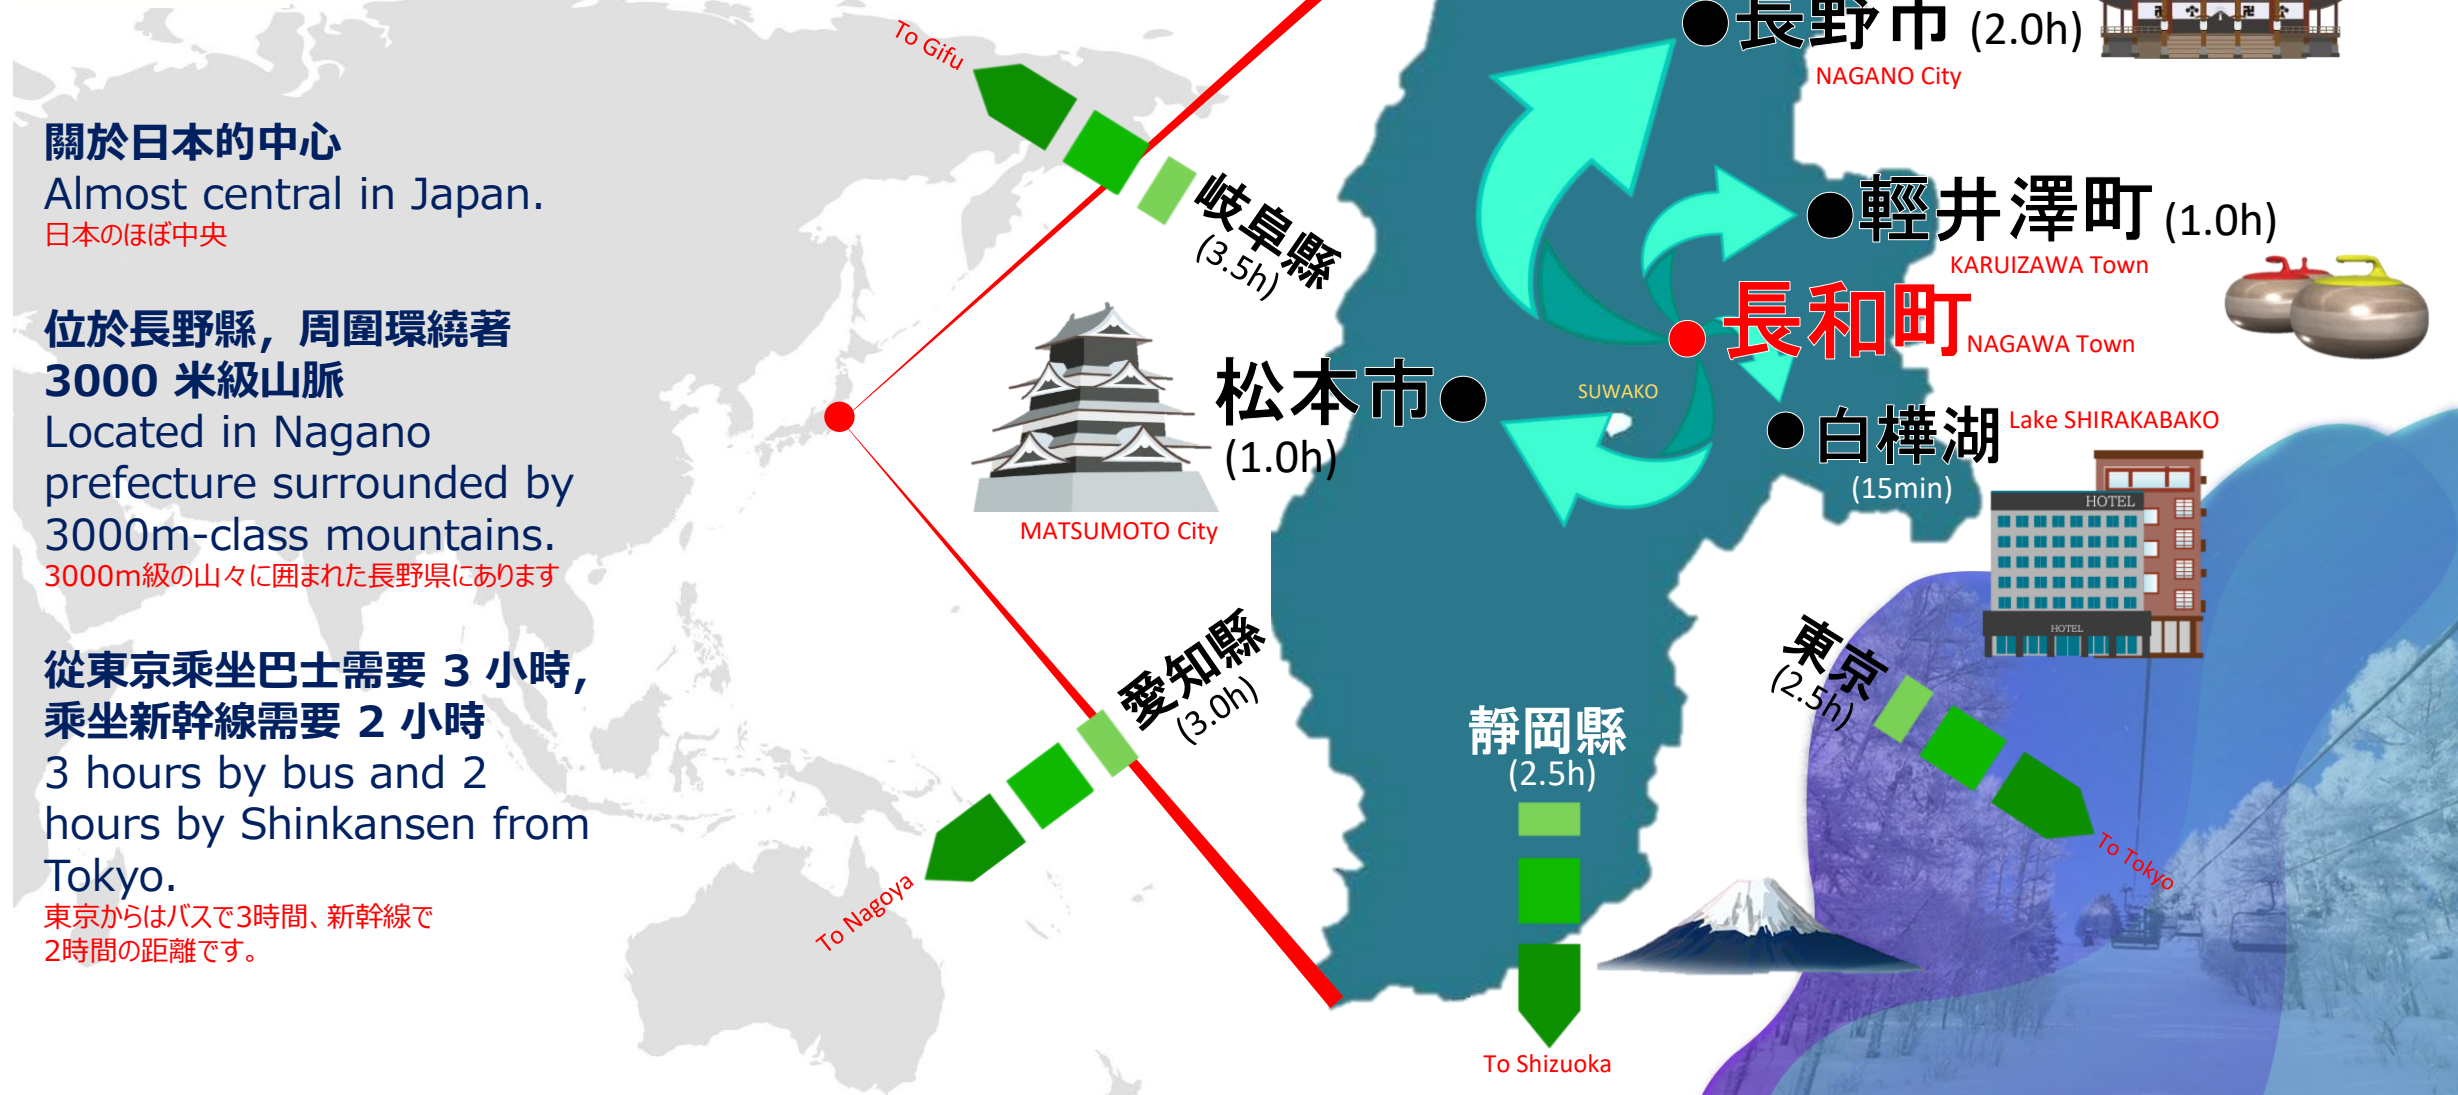 關於日本的中心
Almost central in Japan.
日本のほぼ中央
位於長野縣，周圍環繞著
3000 米級山脈
Located in Nagano
prefecture surrounded by
3000m-class mountains.
3000m級の山々に囲まれた長野県にあります
從東京乘坐巴士需要 3 小時，
乘坐新幹線需要 2 小時
3 hours by bus and 2
hours by Shinkansen from
Tokyo.
東京からはバスで3時間、新幹線で
2時間の距離です。
To Gifu
岐阜縣
(3.5h)
●長野市 (2.0h)
NAGANO City
●輕井澤町 (1.0h)
KARUIZAWA Town
●長和町 NAGAWA Town
松本市●
(1.0h)
MATSUMOTO City
SUWAKO
●白樺湖 Lake SHIRAKABAKO
(15min)
HOTEL
HOTEL
愛知縣
(3.0h)
To Nagoya
靜岡縣
(2.5h)
To Shizuoka
東京
(2.5h)
To Tokyo